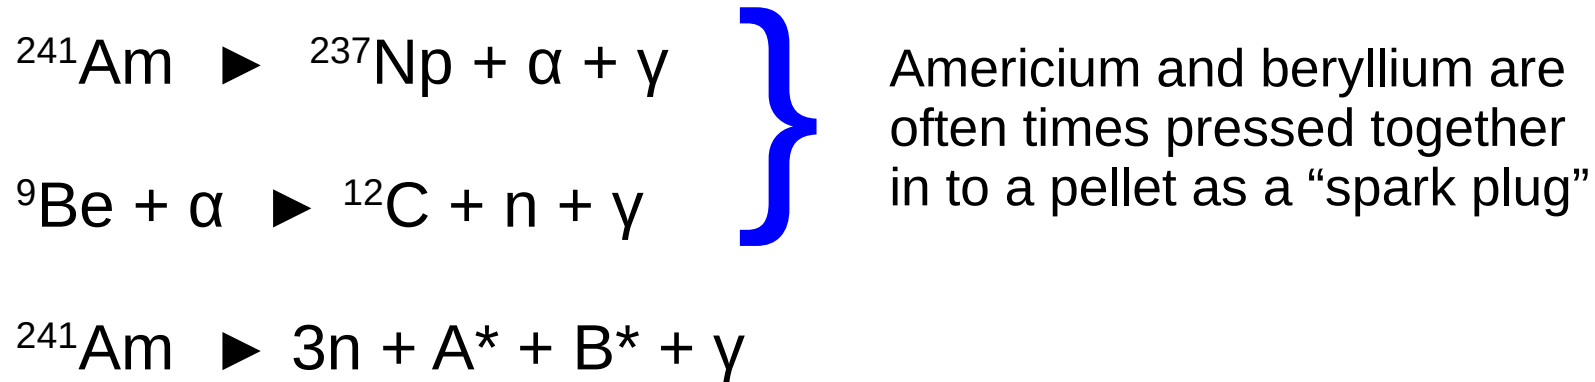 ²⁴¹Am ► ²³⁷Np + α + γ
⁹Be + α ► ¹²C + n + γ
²⁴¹Am ► 3n + A* + B* + γ
}
Americium and beryllium are
often times pressed together
in to a pellet as a “spark plug”